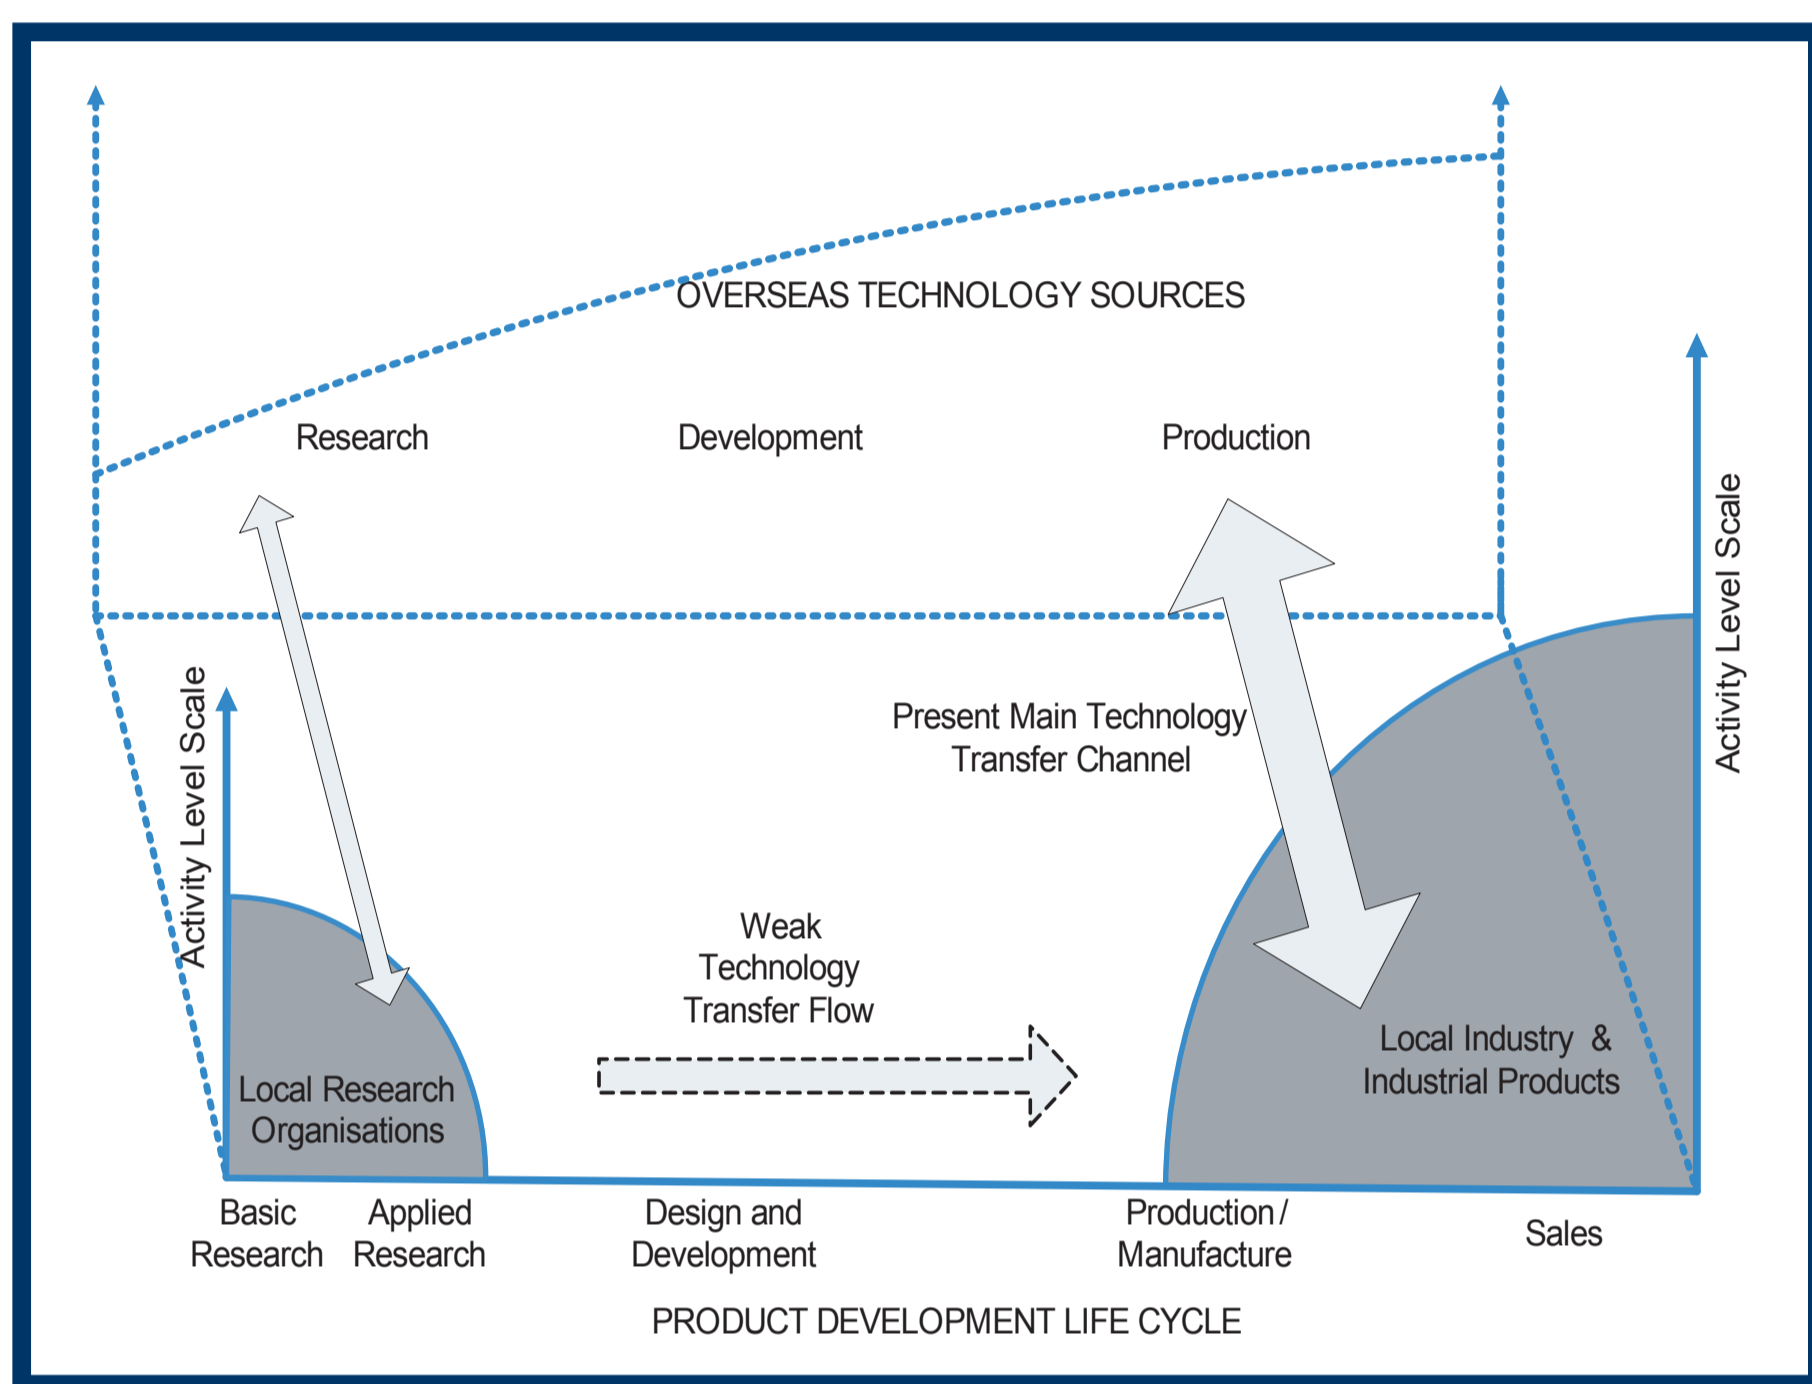 OVERSEAS TECHNOLOGY SOURCES
Research
Development
Production
Activity Level Scale
Activity Level Scale
Present Main Technology
Transfer Channel
Weak
Technology
Transfer Flow
Local Research
Organisations
Local Industry &
Industrial Products
Basic
Research
Applied
Research
Design and
Development
Production/
Manufacture
Sales
PRODUCT DEVELOPMENT LIFE CYCLE